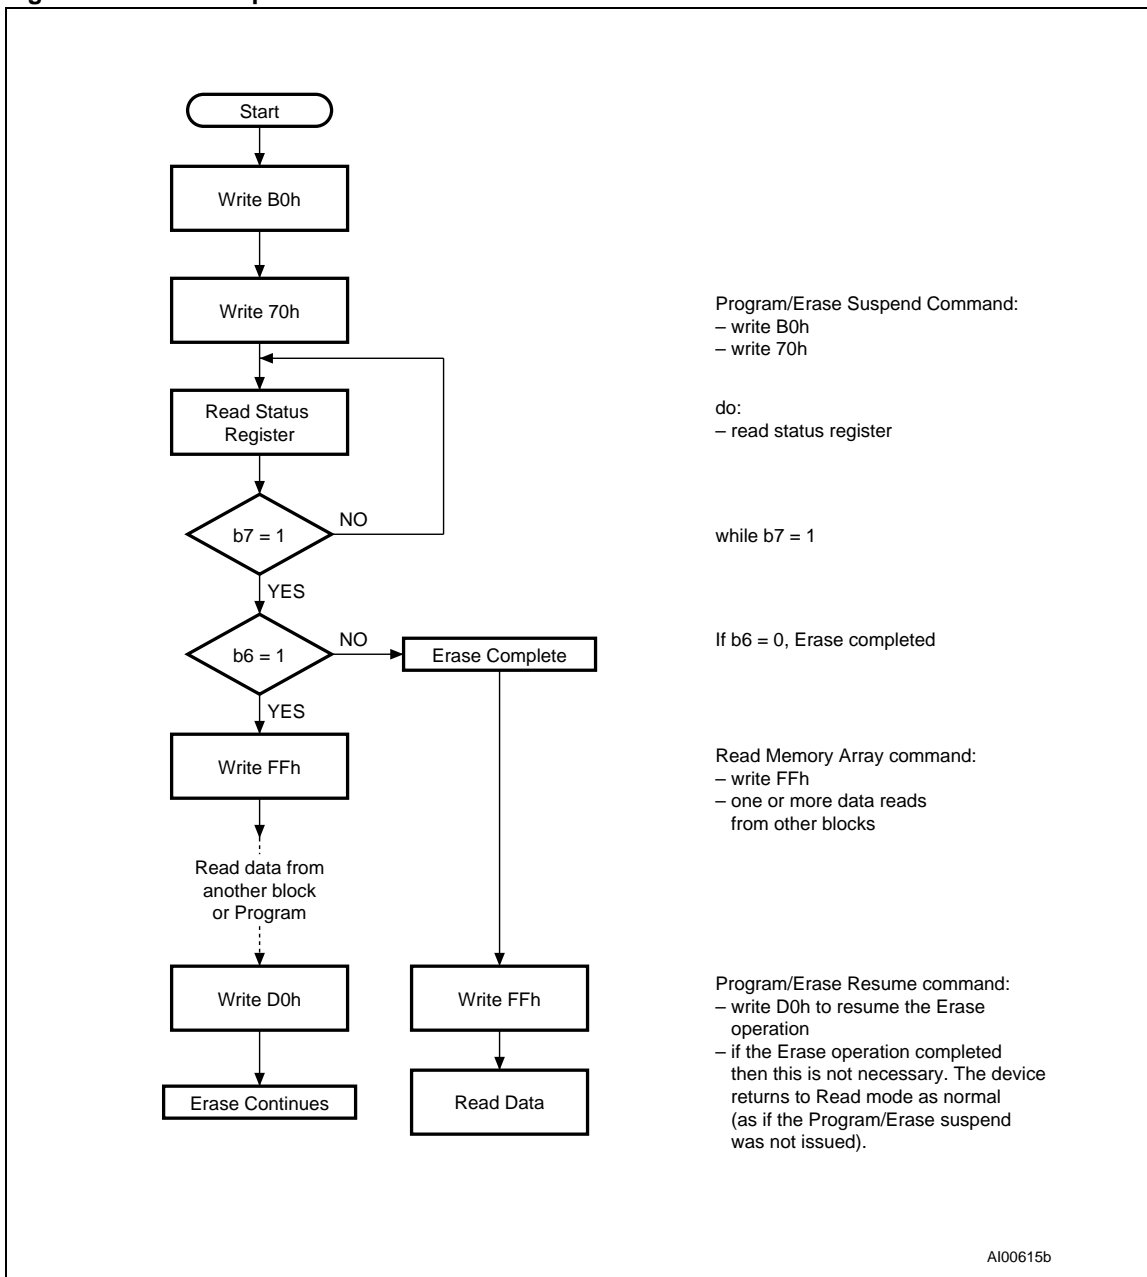 Start
Write B0h
Write 70h
Program/Erase Suspend Command:
– write B0h
– write 70h
Read Status
Register
do:
– read status register
b7 = 1
NO
while b7 = 1
YES
b6 = 1
NO
Erase Complete
If b6 = 0, Erase completed
YES
Write FFh
Read Memory Array command:
– write FFh
– one or more data reads
from other blocks
Read data from
another block
or Program
Write D0h
Write FFh
Program/Erase Resume command:
– write D0h to resume the Erase
operation
– if the Erase operation completed
then this is not necessary. The device
returns to Read mode as normal
(as if the Program/Erase suspend
was not issued).
Erase Continues
Read Data
AI00615b